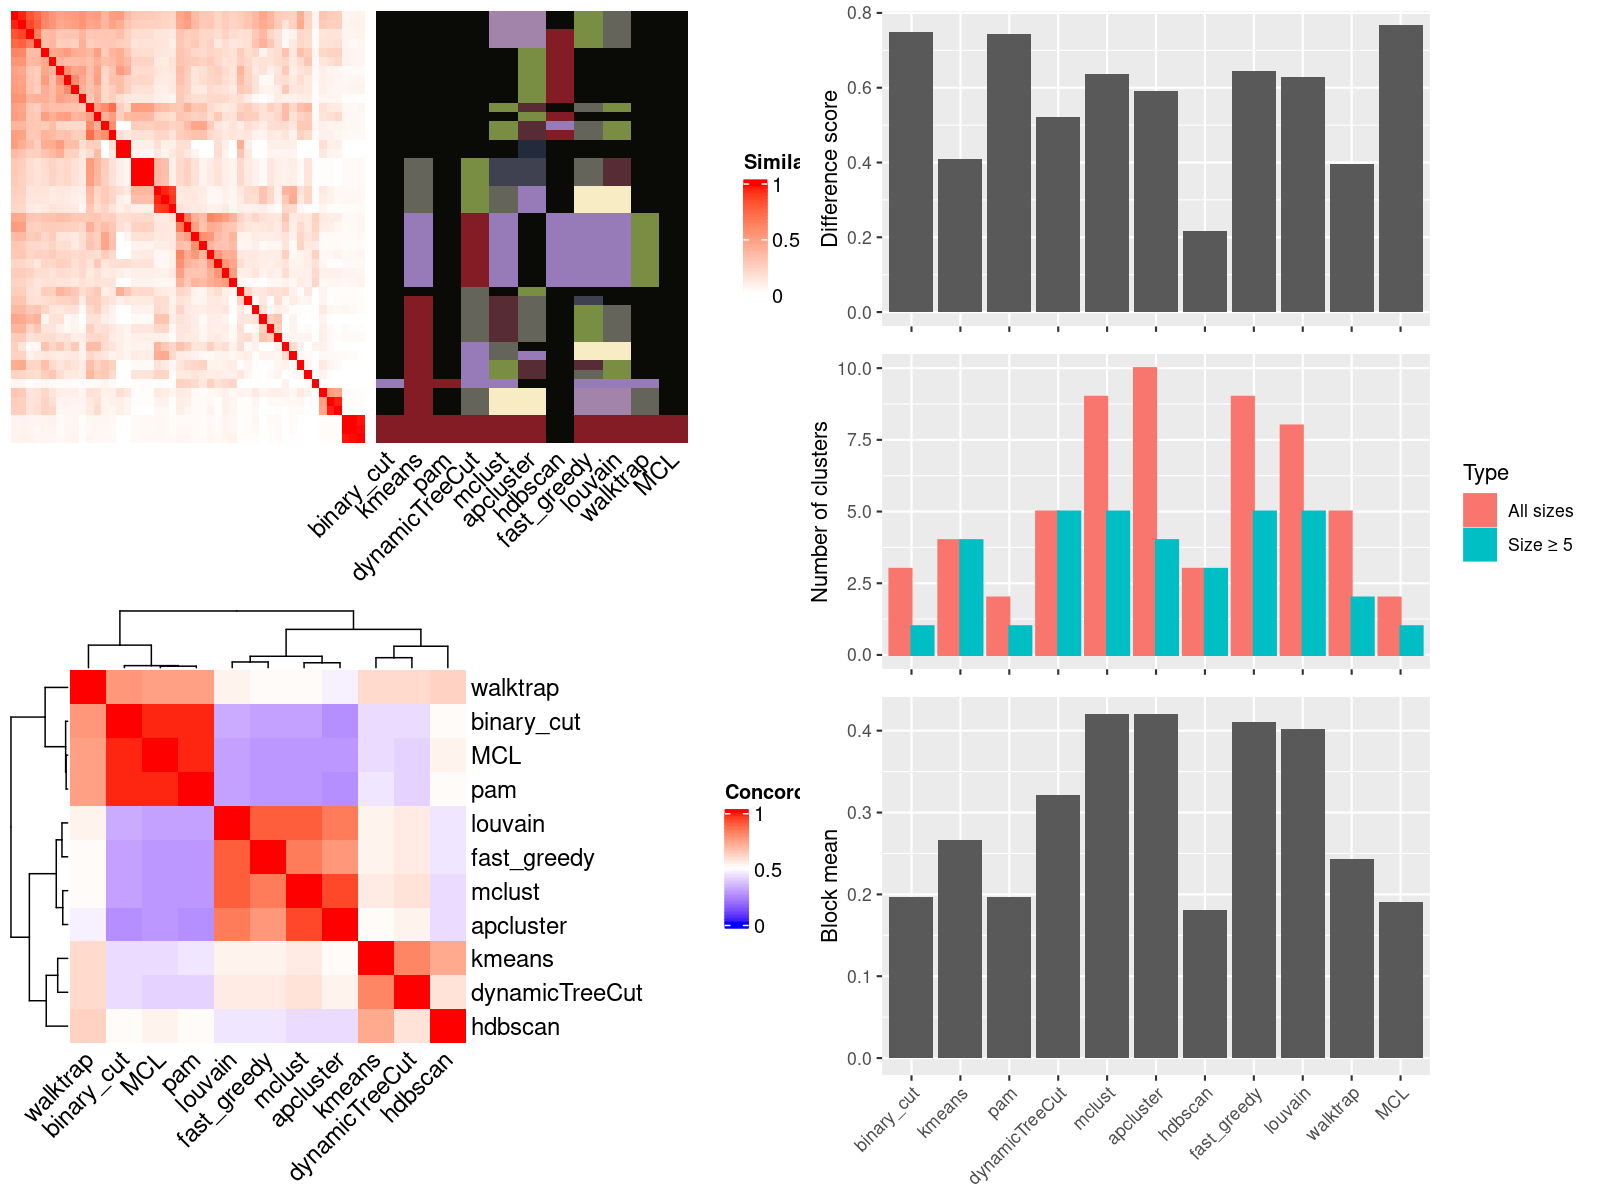 Simila
1
0.5
0
binary_cut
kmeans
pam
dynamicTreeCut
mclust
apcluster
hdbscan
fast_greedy
louvain
walktrap
MCL
walktrap
binary_cut
MCL
pam
louvain
fast_greedy
mclust
apcluster
kmeans
dynamicTreeCut
hdbscan
Concord
1
0.5
0
walktrap
binary_cut
MCL
pam
louvain
fast_greedy
mclust
apcluster
kmeans
dynamicTreeCut
hdbscan
Difference score
0.8
0.6
0.4
0.2
0.0
Number of clusters
10.0
7.5
5.0
2.5
0.0
Type
All sizes
Size ≥ 5
Block mean
0.4
0.3
0.2
0.1
0.0
binary_cut
kmeans
pam
dynamicTreeCut
mclust
apcluster
hdbscan
fast_greedy
louvain
walktrap
MCL